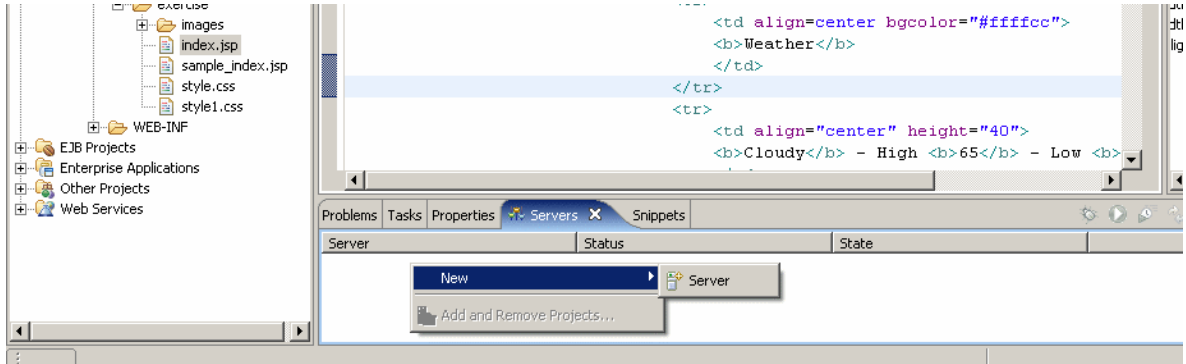 exercise
images
index.jsp
sample_index.jsp
style.css
style1.css
WEB-INF
EJB Projects
Enterprise Applications
Other Projects
Web Services
<td align=center bgcolor="#ffffcc">
<b>Weather</b>
</td>
</tr>
<tr>
<td align="center" height="40">
<b>Cloudy</b> - High <b>65</b> - Low <b>
Problems Tasks Properties Servers Snippets
Server Status State
New Server
Add and Remove Projects...